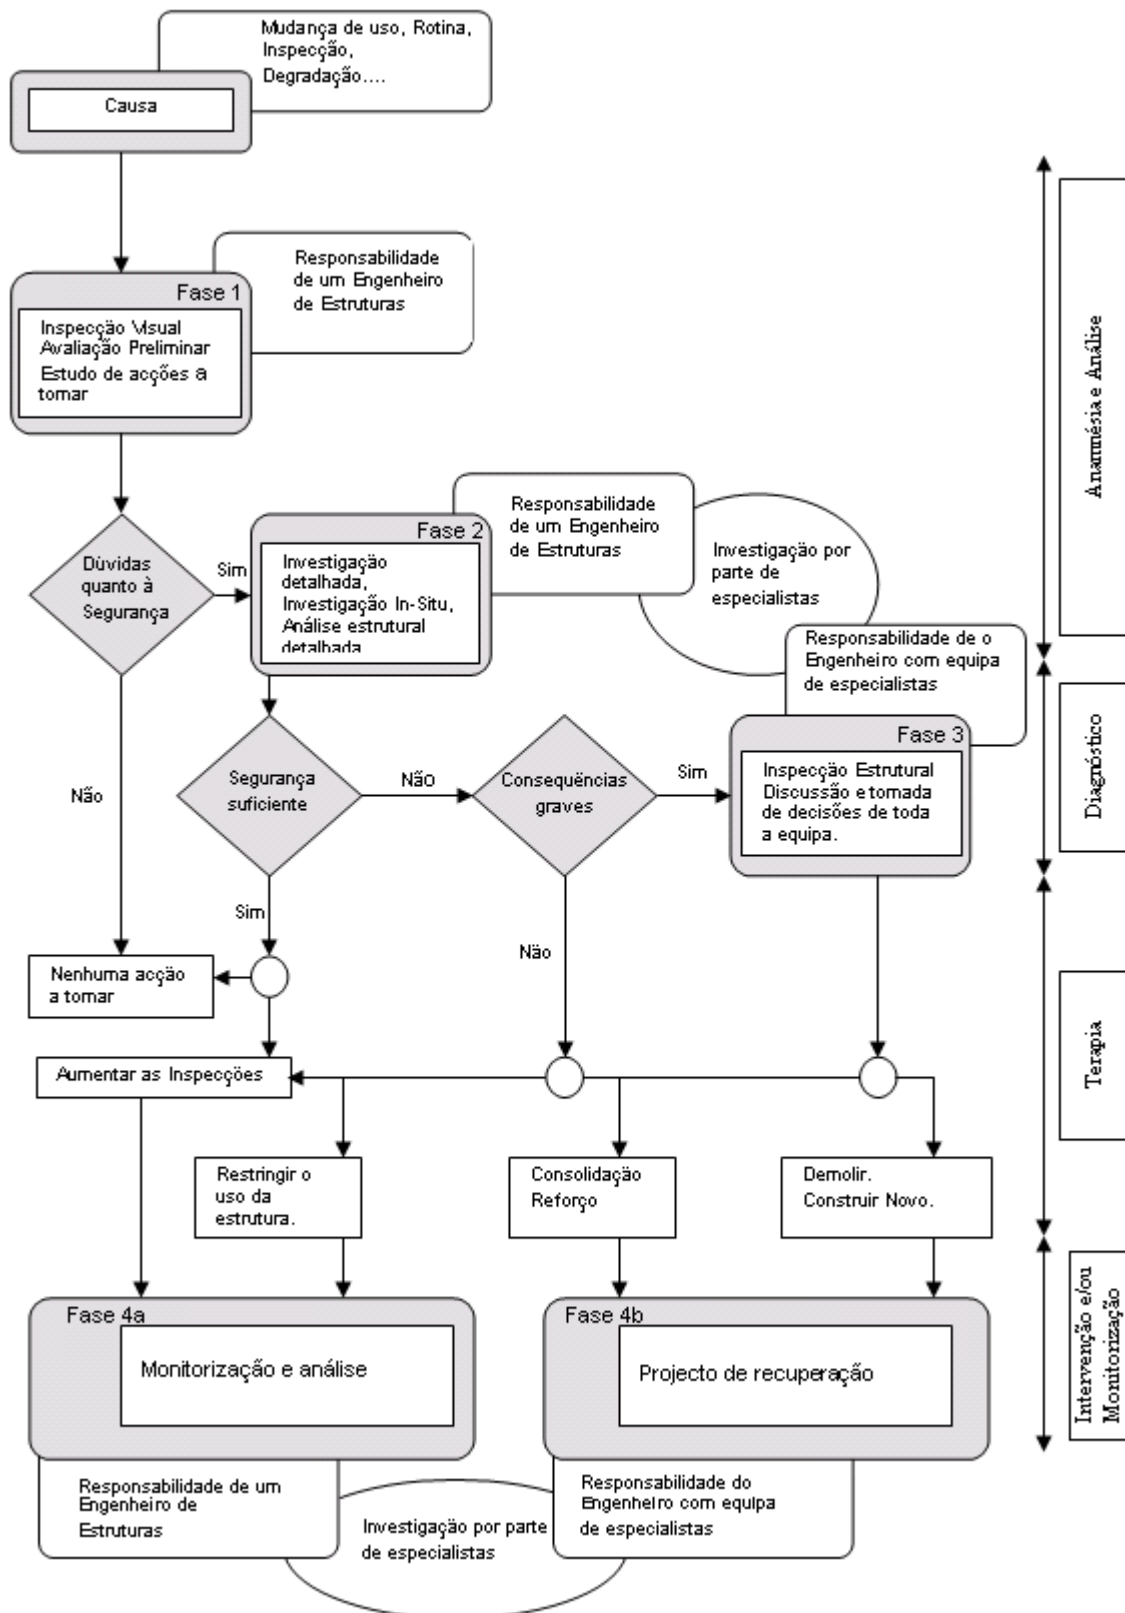 Mudança de uso, Rotina,
Inspecção,
Degradação....
Causa
Responsabilidade
de um Engenheiro
de Estruturas
Fase 1
Inspecção Visual
Avaliação Preliminar
Estudo de acções a
tomar
Dúvidas
quanto à
Segurança
Sim
Não
Responsabilidade
de um Engenheiro
de Estruturas
Fase 2
Investigação
detalhada,
Investigação In-Situ,
Análise estrutural
detalhada
Investigação por
parte de
especialistas
Responsabilidade de o
Engenheiro com equipa
de especialistas
Fase 3
Inspecção Estrutural
Discussão e tomada
de decisões de toda
a equipa.
Segurança
suficiente
NÃO
Consequências
graves
Sim
Sim
Não
Nenhuma acção
a tomar
Aumentar as Inspecções
Restringir o
uso da
estrutura.
Consolidação
Reforço
Demolir.
Construir Novo.
Fase 4a
Monitorização e análise
Fase 4b
Projecto de recuperação
Responsabilidade de um
Engenheiro de
Estruturas
Investigação por parte
de especialistas
Responsabilidade do
Engenheiro com equipa
de especialistas
Anamnésia e Análise
Diagnóstico
Terapia
Intervenção e/ou
Monitorização